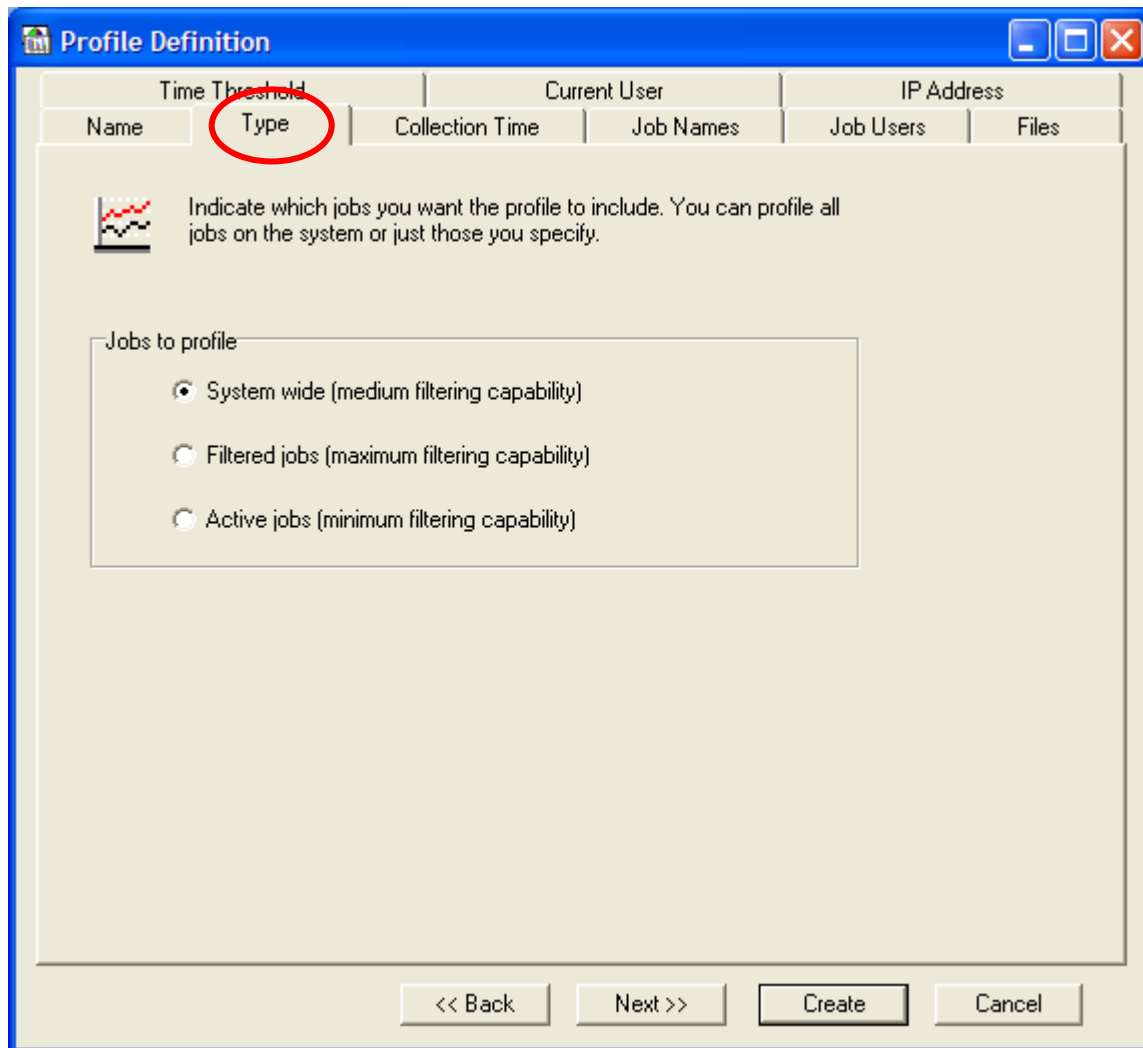 Profile Definition
Time Threshold Current User IP Address
Name Type Collection Time Job Names Job Users Files
Indicate which jobs you want the profile to include. You can profile all
jobs on the system or just those you specify.
Jobs to profile
System wide (medium filtering capability)
Filtered jobs (maximum filtering capability)
Active jobs (minimum filtering capability)
<< Back Next >> Create Cancel